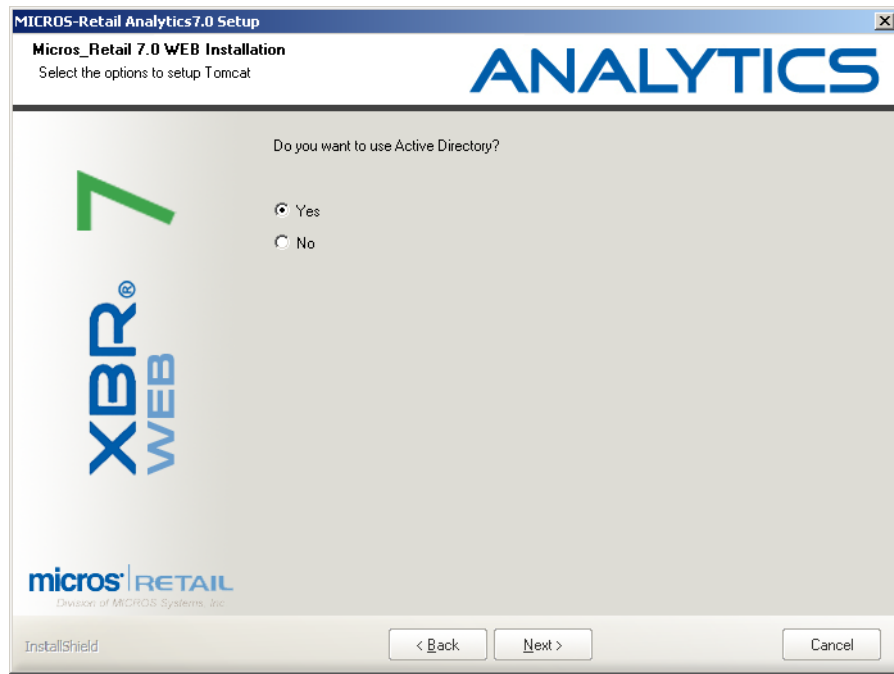 MICROS-Retail Analytics7.0 Setup
Micros_Retail 7.0 WEB Installation
Select the options to setup Tomcat
ANALYTICS
Do you want to use Active Directory?
Yes
No
XBR® 7
WEB
micros® RETAIL
Division of MICROS Systems, Inc.
InstallShield
< Back
Next >
Cancel